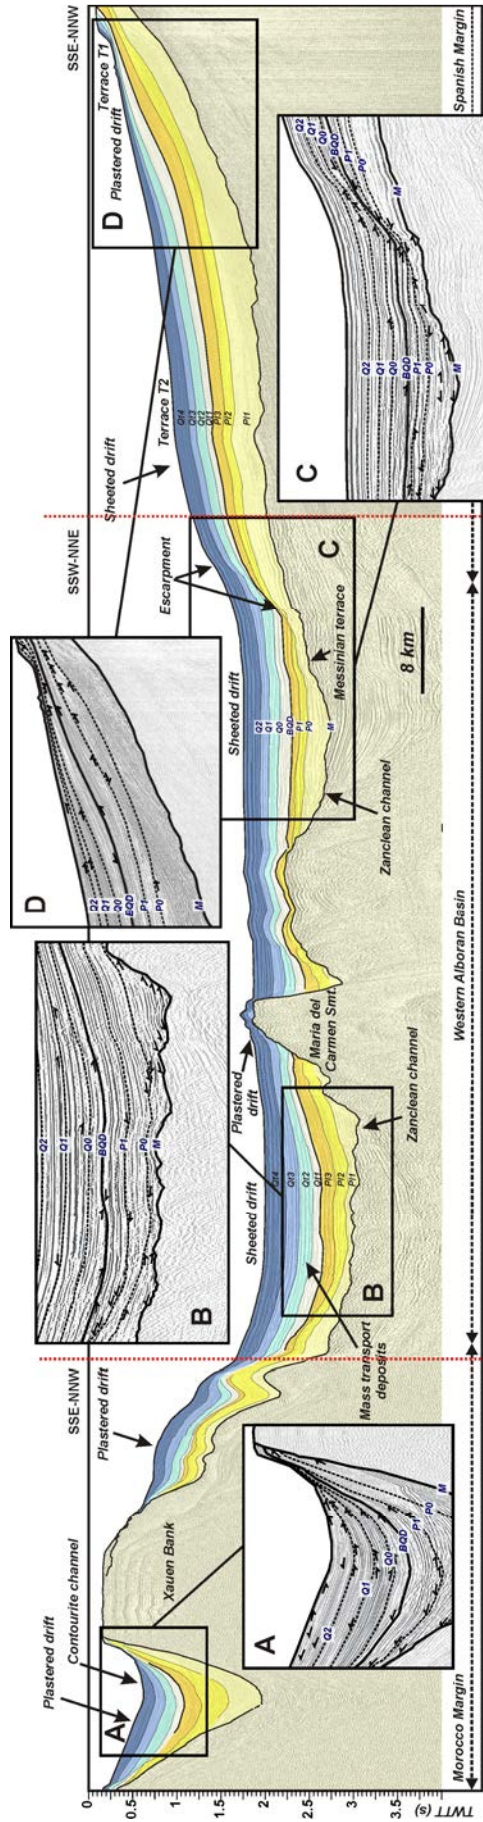 SSE-NNW
SSW-NNE
SSE-NNW
TWTT (s)
0
0.5
1
1.5
2
2.5
3
3.5
Plastered drift
Contourite channel
A
Xauen Bank
Plastered drift
Mass transport
deposits
Sheeted drift
B
Zanclean channel
Plastered
drift
Maria del
Carmen Smt.
Qt4
Qt3
Qt2
Qt1
Pl3
Pl2
Pl1
Sheeted drift
Zanclean channel
Messinian terrace
C
Escarpment
Q2
Q1
Q0
BQD
P1
P0
M
8 km
Sheeted drift
Terrace T2
Qt4
Qt3
Qt2
Qt1
Pl3
Pl2
Pl1
D
Plastered drift
Terrace T1
A
Q2
Q1
Q0
BQD
P1
P0
M
B
Q2
Q1
Q0
BQD
P1
P0
M
D
Q2
Q1
Q0
BQD
P1
P0
M
C
Q2
Q1
Q0
BQD
P1
P0
M
Q2
Q1
Q0
BQD
P1
P0
M
Morocco Margin
Western Alboran Basin
Spanish Margin